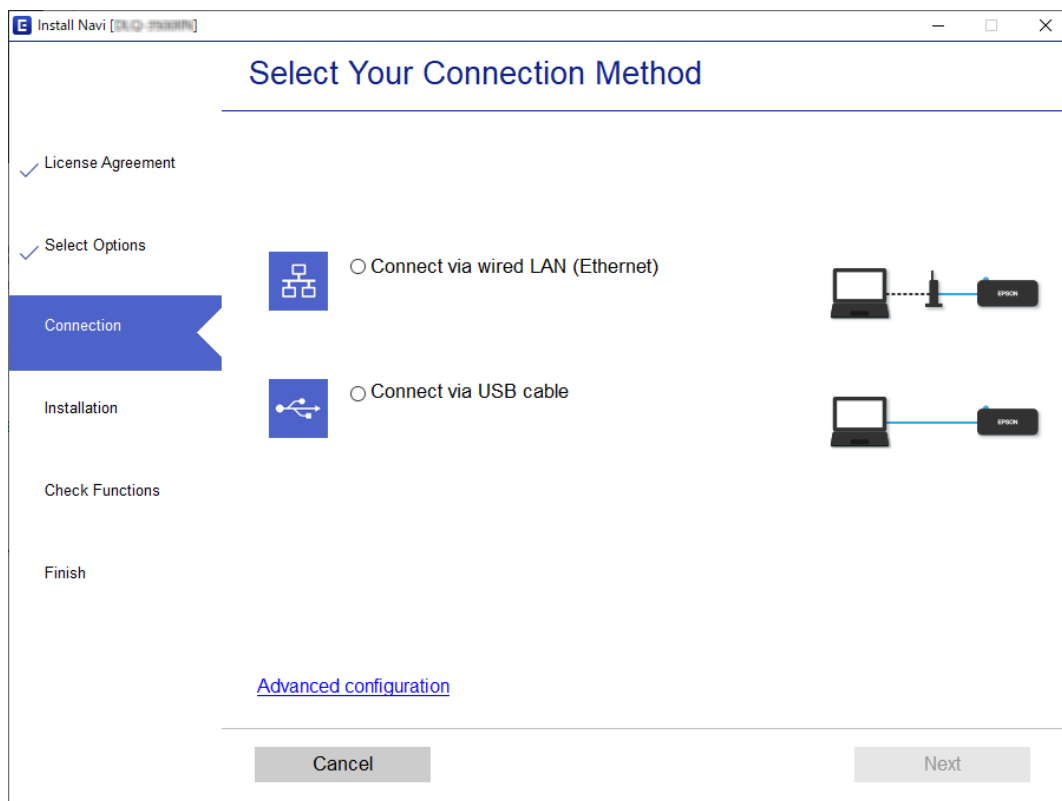 Install Navi [
]
Select Your Connection Method
License Agreement
Select Options
Connection
Installation
Check Functions
Finish
Connect via wired LAN (Ethernet)
EPSON
Connect via USB cable
EPSON
Advanced configuration
Cancel
Next